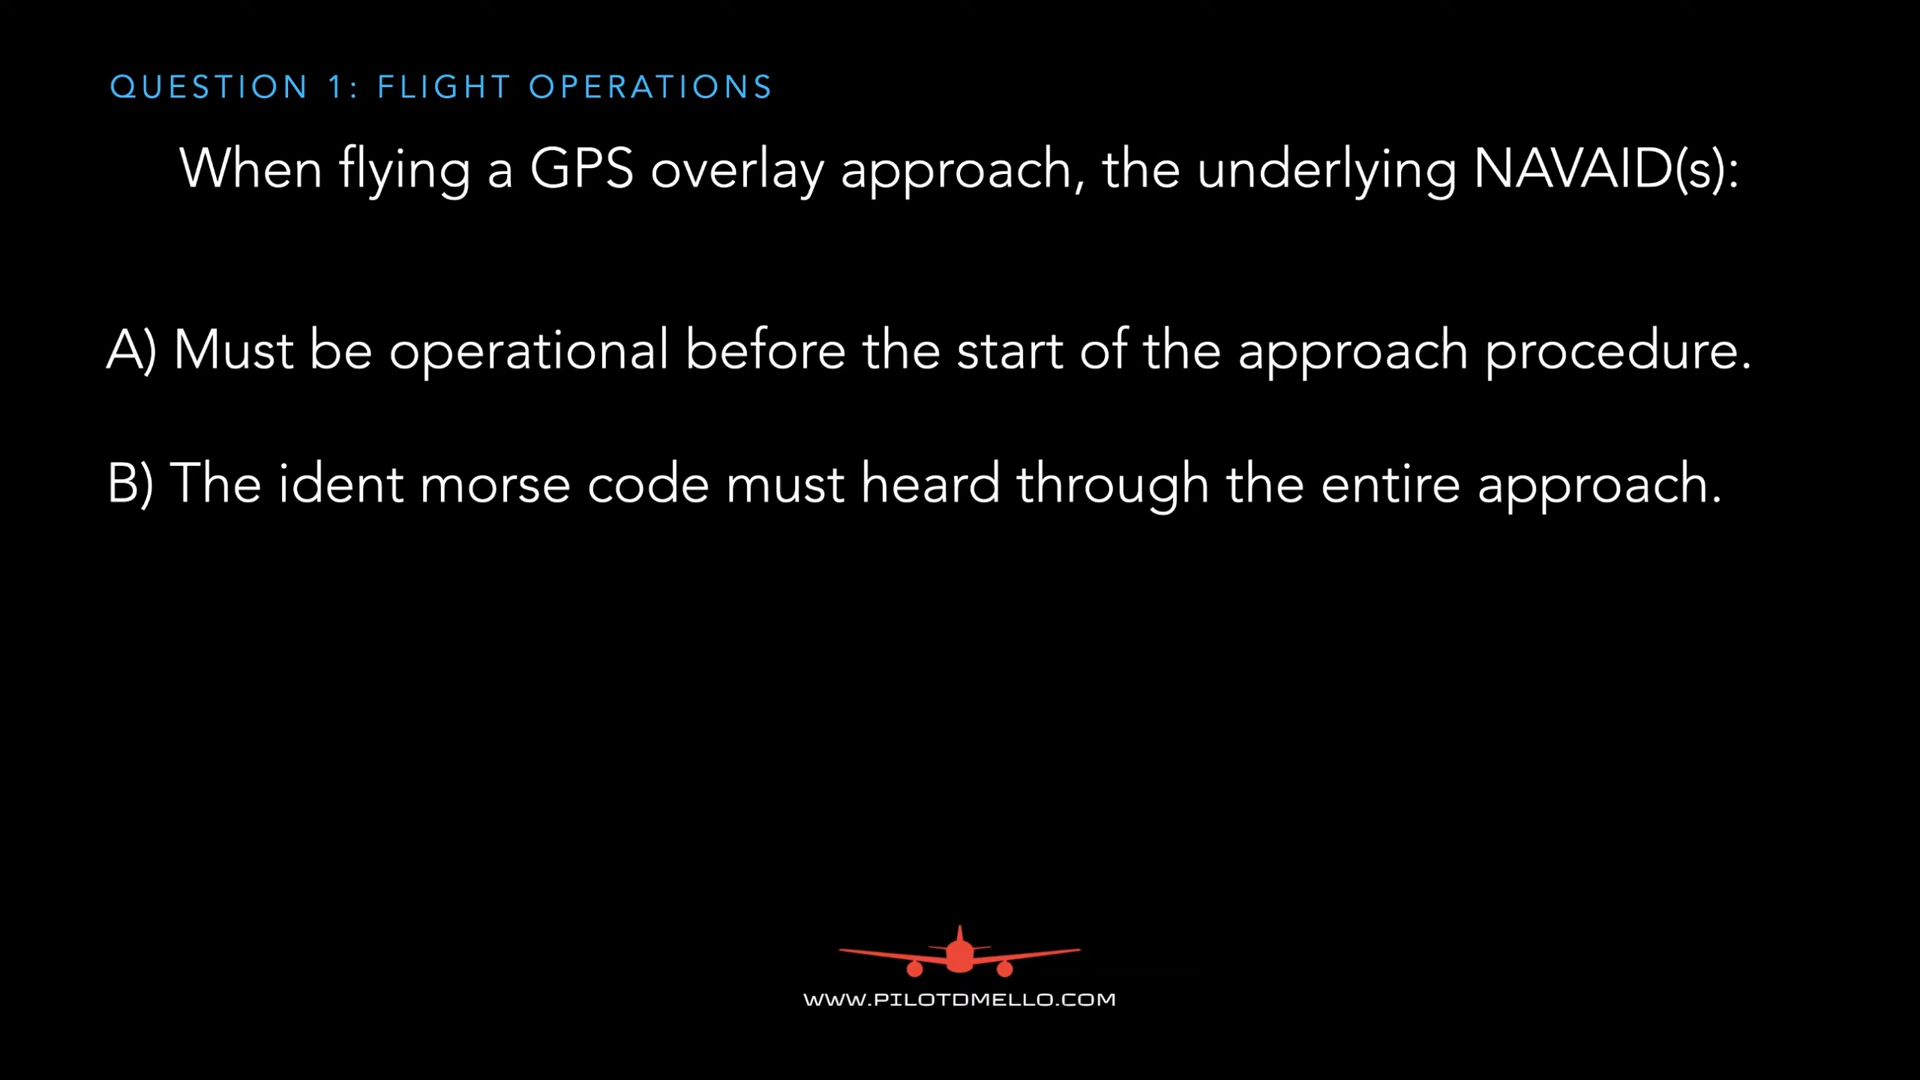 QUESTION 1: FLIGHT OPERATIONS
When flying a GPS overlay approach, the underlying NAVAID(s):
A) Must be operational before the start of the approach procedure.
B) The ident morse code must heard through the entire approach.
WWW.PILOTDMELLO.COM